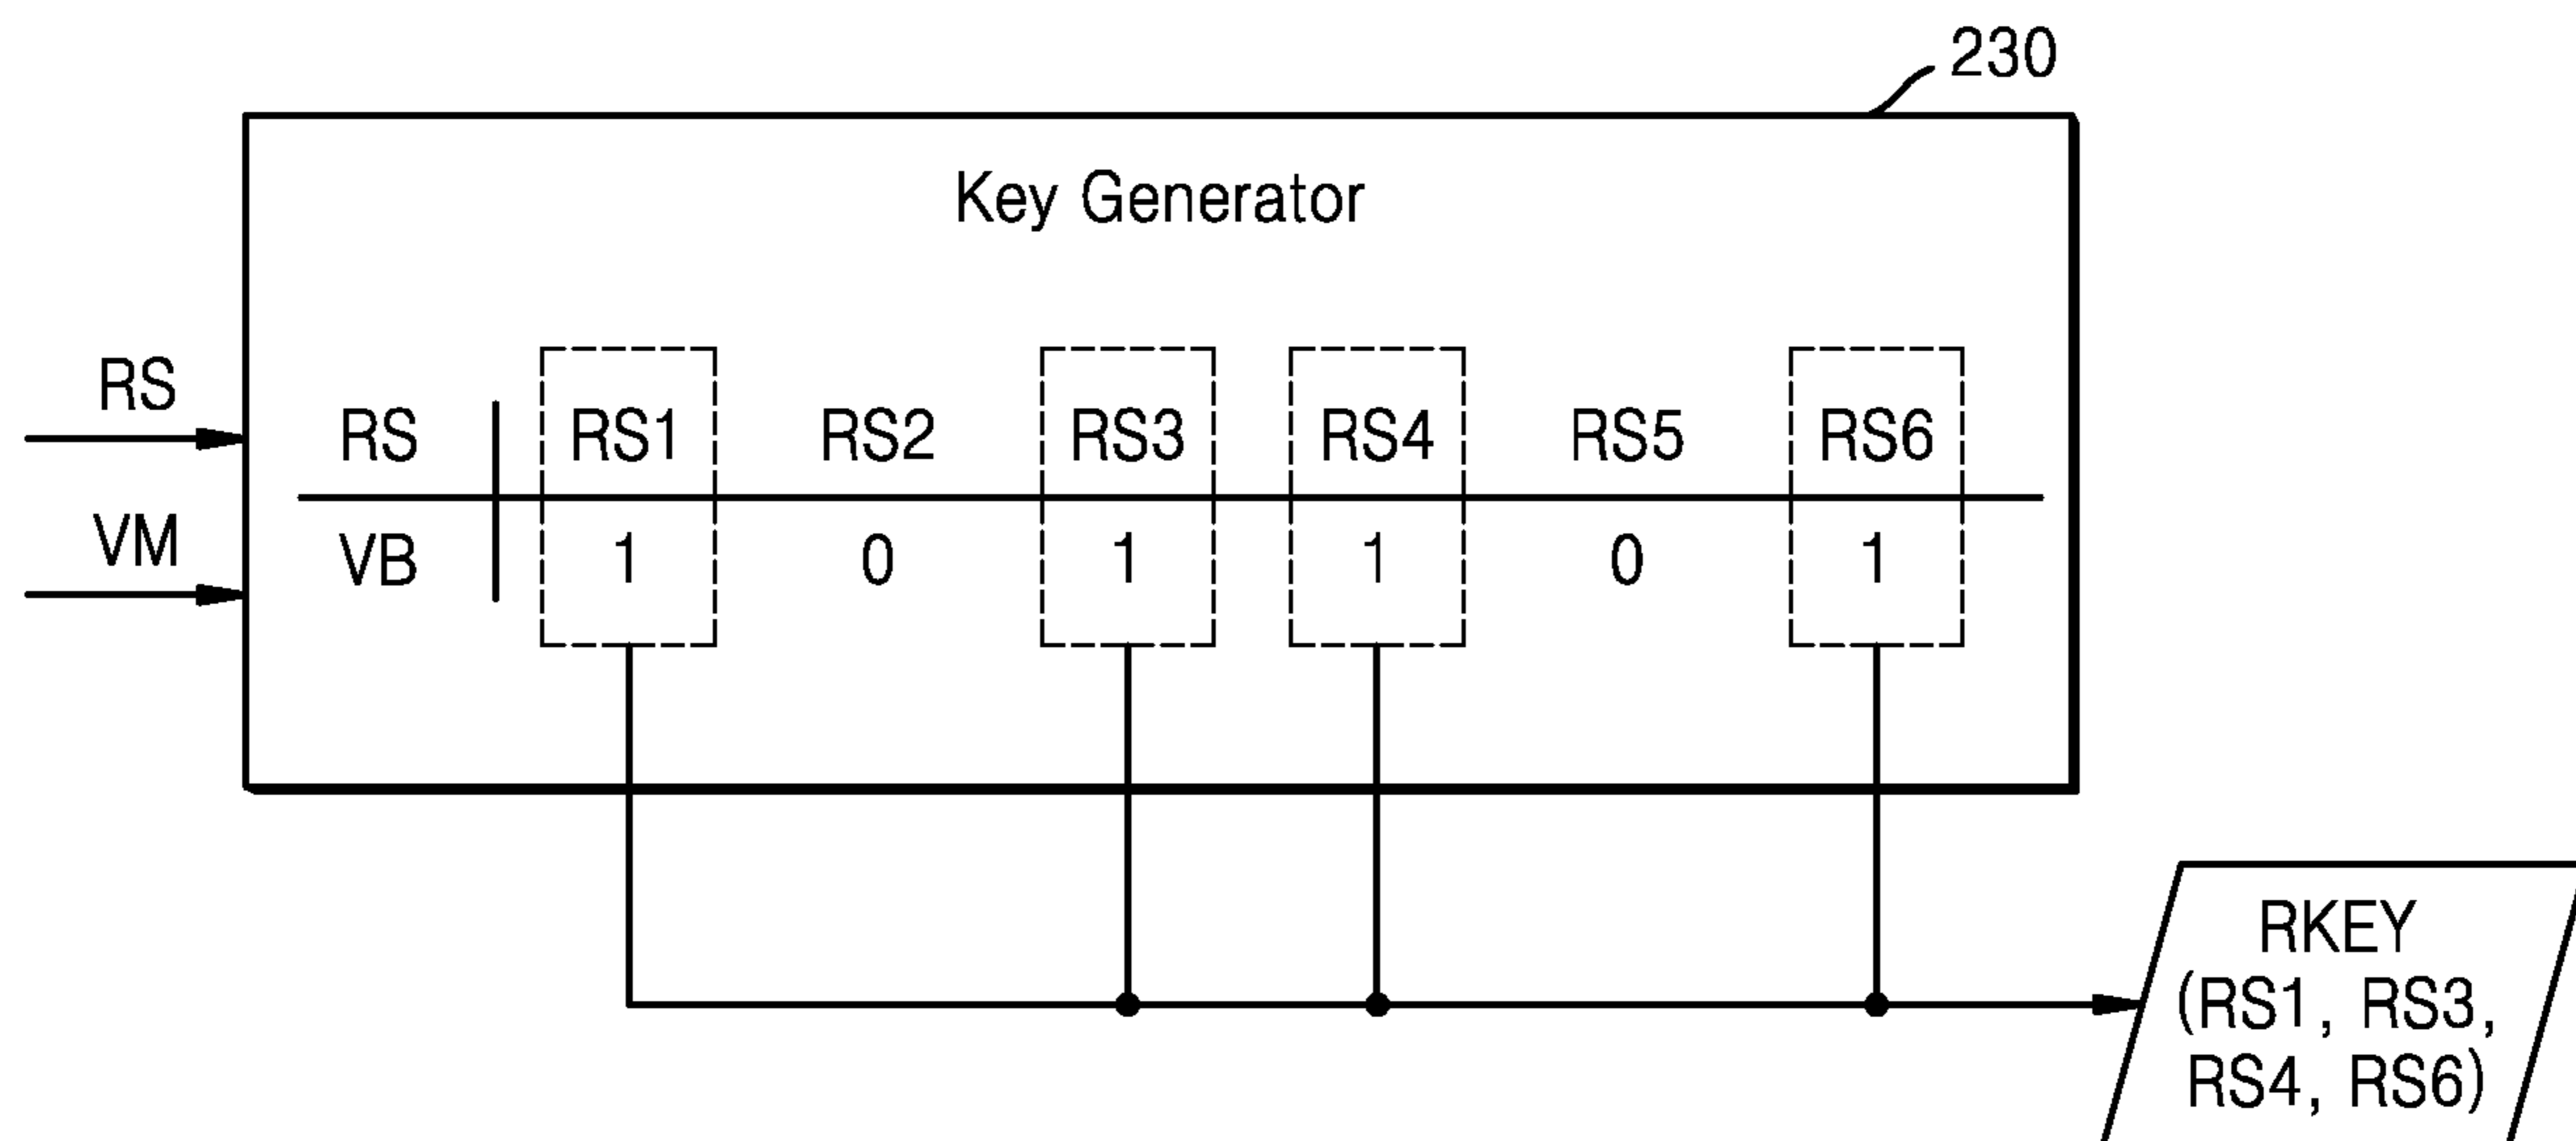 230
Key Generator
RS
VM
RS RS1 RS2 RS3 RS4 RS5 RS6
VB 1 0 1 1 0 1
RKEY
(RS1, RS3,
RS4, RS6)